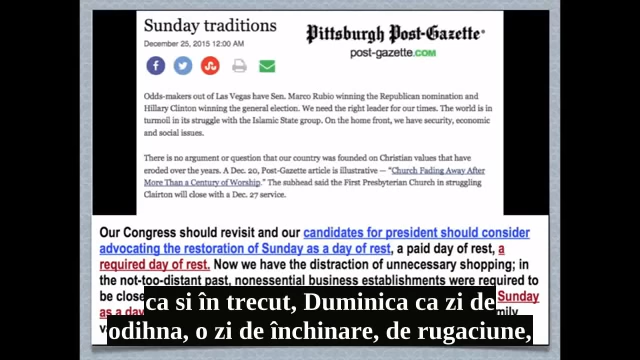 Sunday traditions
December 25, 2015 12:00 AM
Pittsburgh Post-Gazette
post-gazette.com
Odds-makers out of Las Vegas have Sen. Marco Rubio winning the Republican nomination and
Hillary Clinton winning the general election. We need the right leader for our times. The world is in
turmoil in its struggle with the Islamic State group. On the home front, we have security, economic
and social issues.
There is no argument or question that our country was founded on Christian values that have
eroded over the years. A Dec. 20, Post-Gazette article is illustrative — “Church Fading Away After
More Than a Century of Worship.” The subhead said the First Presbyterian Church in struggling
Clairton will close with a Dec. 27 service.
Our Congress should revisit and our candidates for president should consider
advocating the restoration of Sunday as a day of rest, a paid day of rest, a
required day of rest. Now we have the distraction of unnecessary shopping; in
the not-too-distant past, nonessential business establishments were required to
be close Sunday
as a day
ca si în trecut, Duminica ca zi de
odihna, o zi de închinare, de rugaciune,